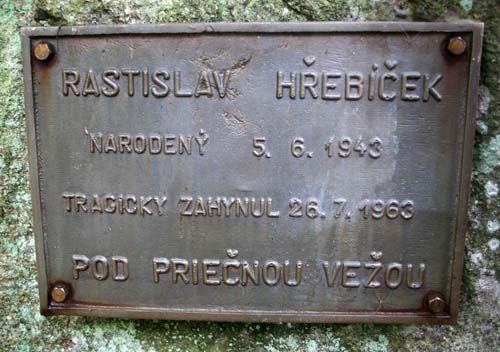 RASTISLAV HŘEBÍČEK
NARODENÝ 5. 6. 1943
TRAGICKY ZAHYNUL 26. 7. 1963
POD PRIEČNOU VEŽOU